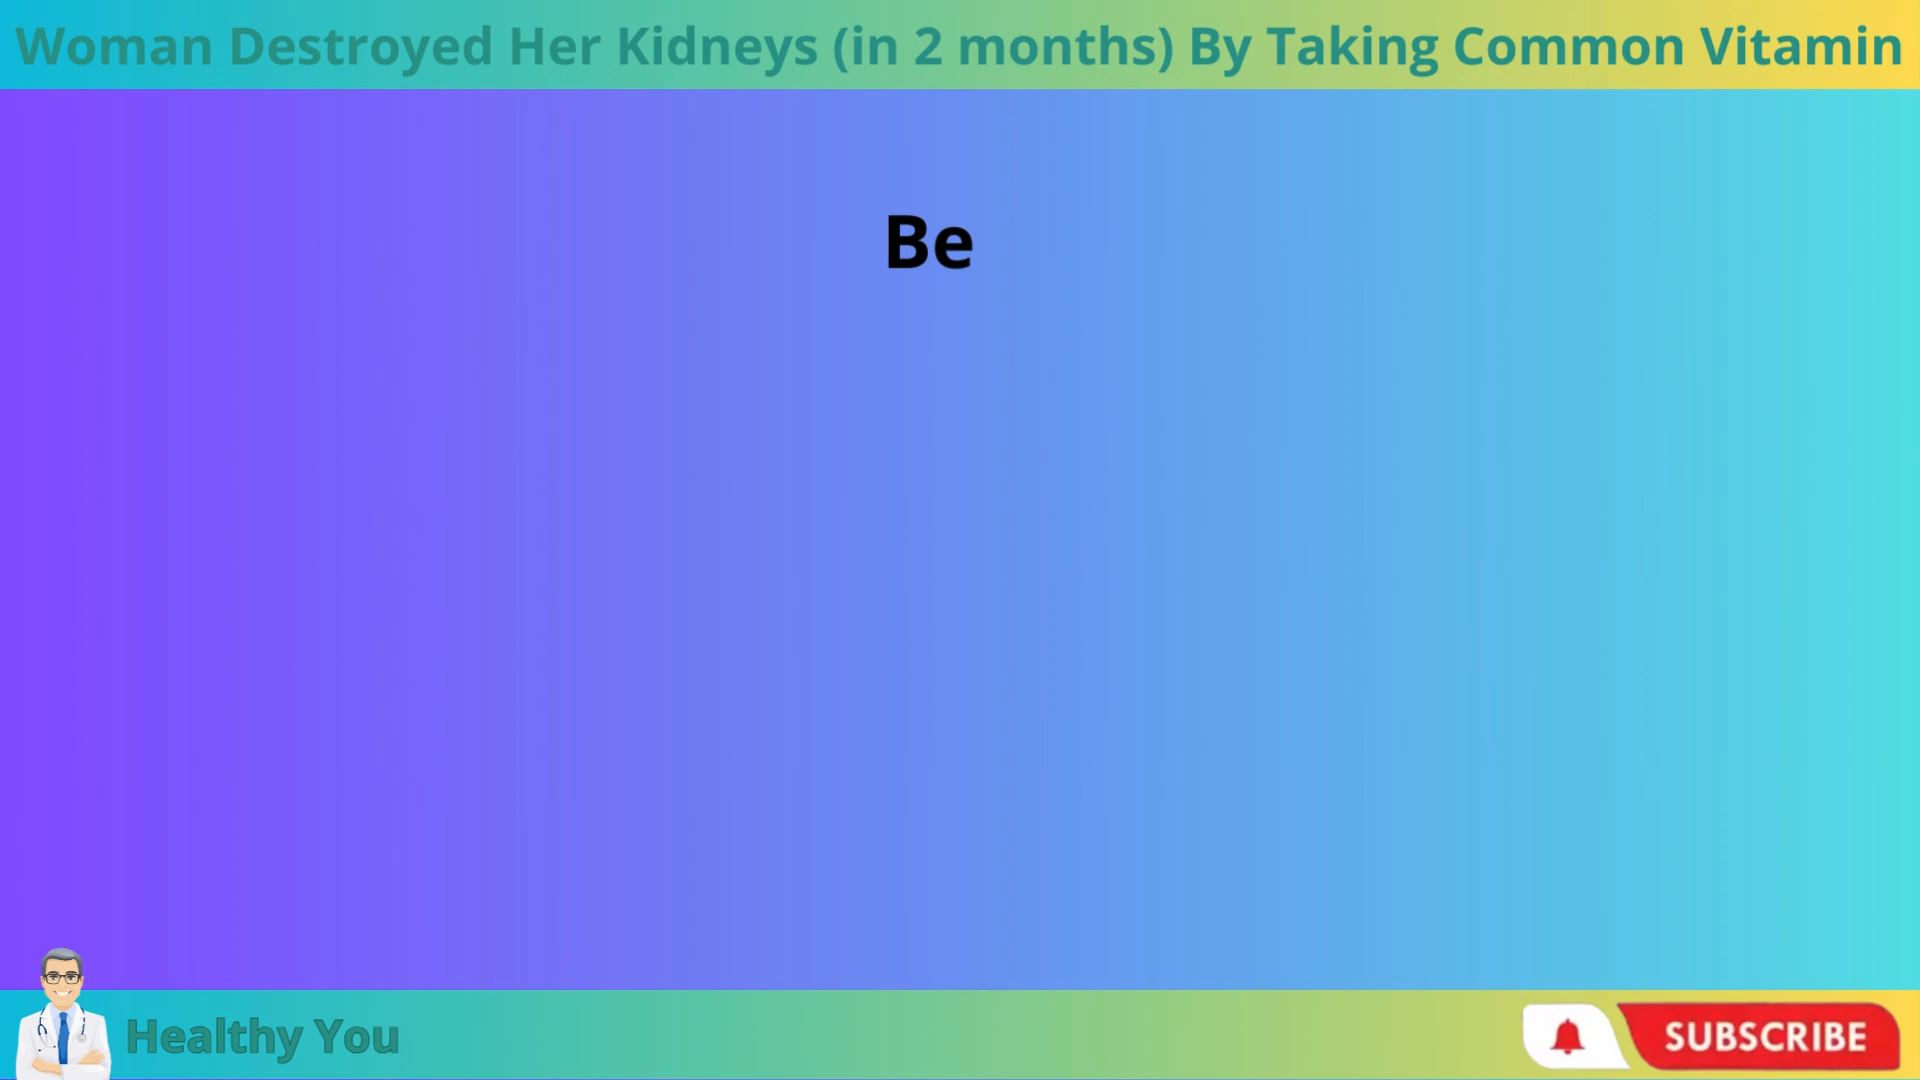 Woman Destroyed Her Kidneys (in 2 months) By Taking Common Vitamin
Be
Healthy You
SUBSCRIBE